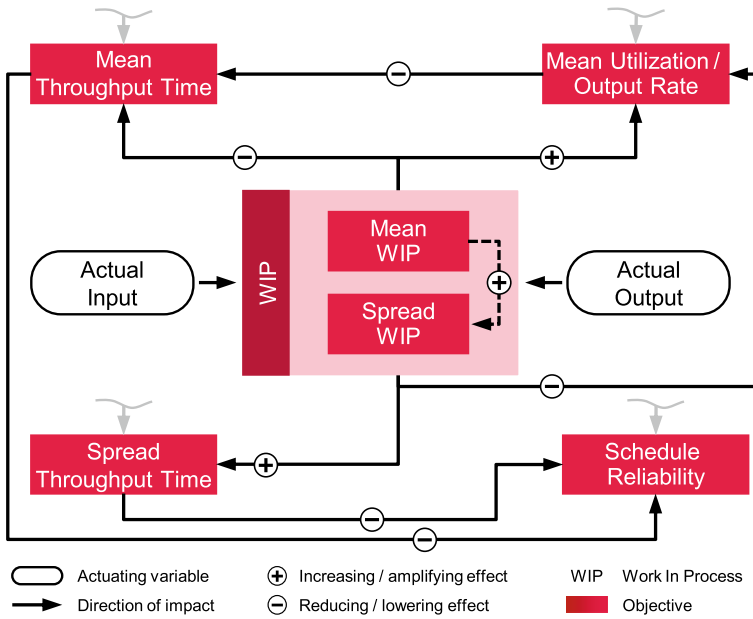 Mean
Throughput Time
Mean Utilization /
Output Rate
−
−
+
Actual
Input
WIP
Mean
WIP
+
Spread
WIP
Actual
Output
−
Spread
Throughput Time
+
Schedule
Reliability
−
−
Actuating variable
+ Increasing / amplifying effect
WIP Work In Process
Direction of impact
− Reducing / lowering effect
Objective